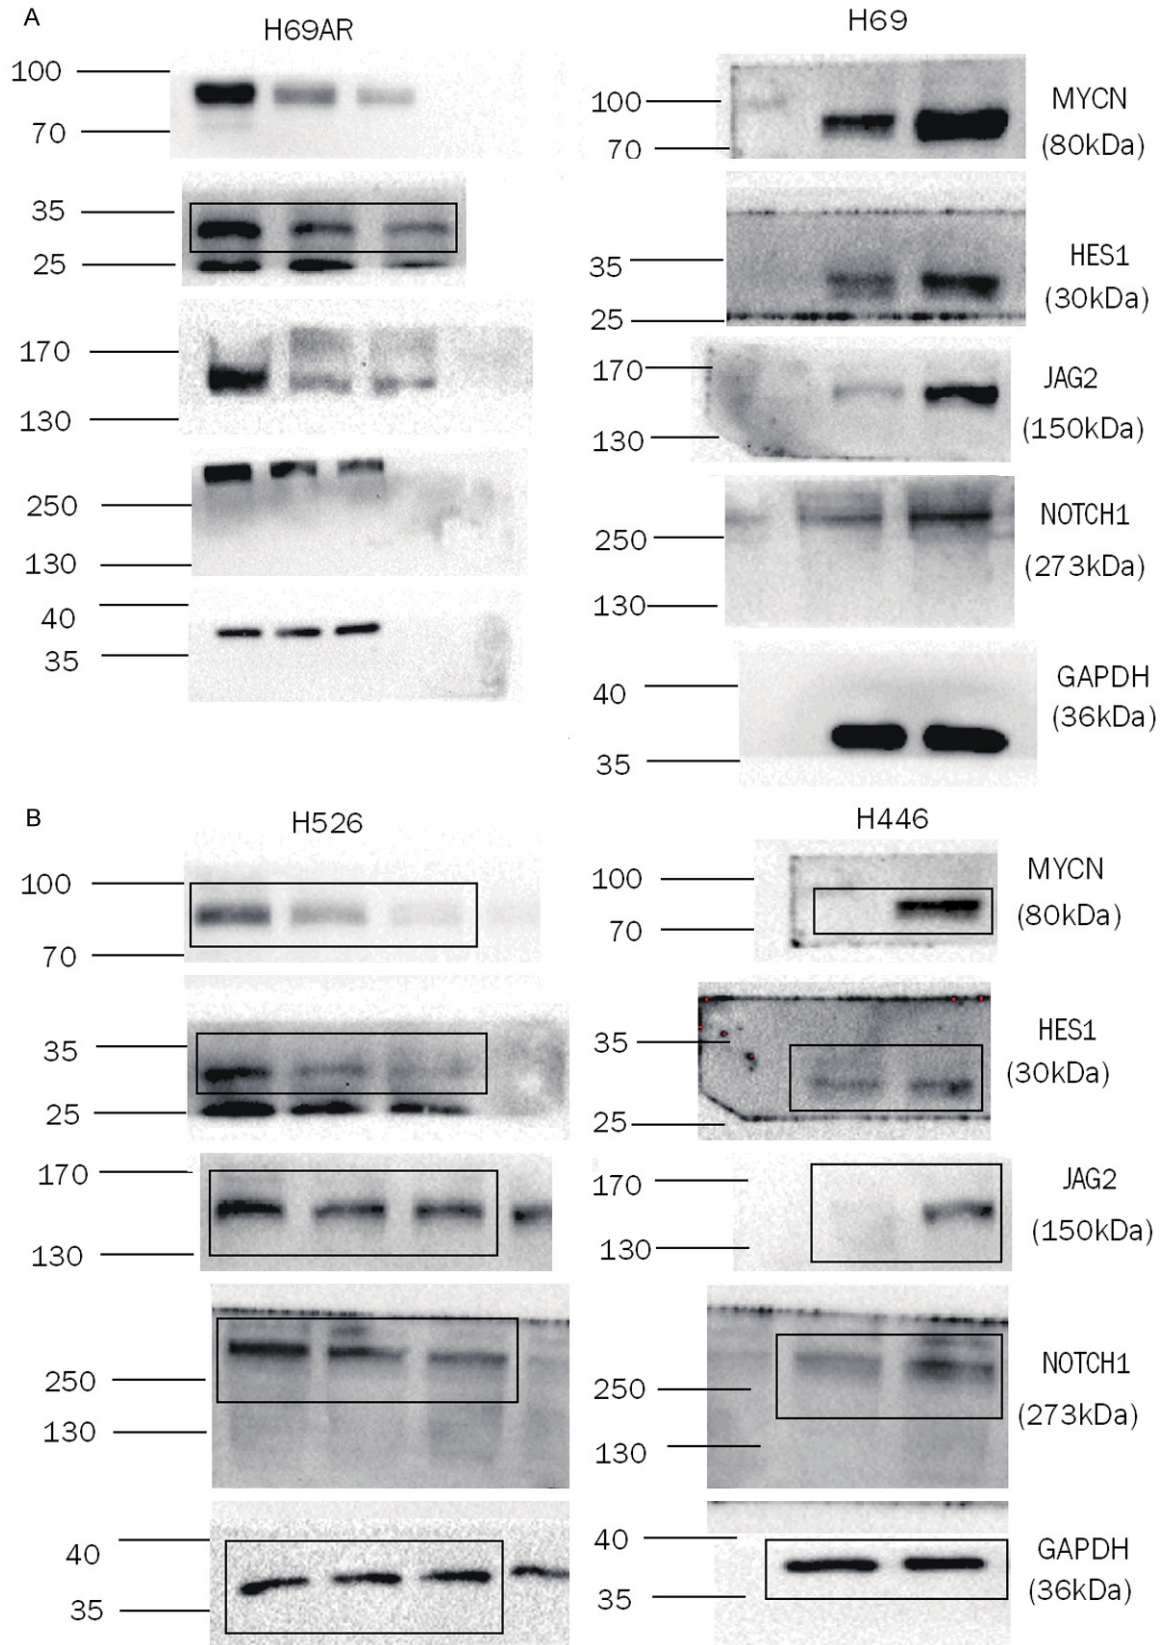 A
H69AR
H69
100
70
100
70
MYCN
(80kDa)
35
25
35
25
HES1
(30kDa)
170
130
170
130
JAG2
(150kDa)
250
130
250
130
NOTCH1
(273kDa)
40
35
40
35
GAPDH
(36kDa)
B
H526
H446
100
70
100
70
MYCN
(80kDa)
35
25
35
25
HES1
(30kDa)
170
130
170
130
JAG2
(150kDa)
250
130
250
130
NOTCH1
(273kDa)
40
35
40
35
GAPDH
(36kDa)